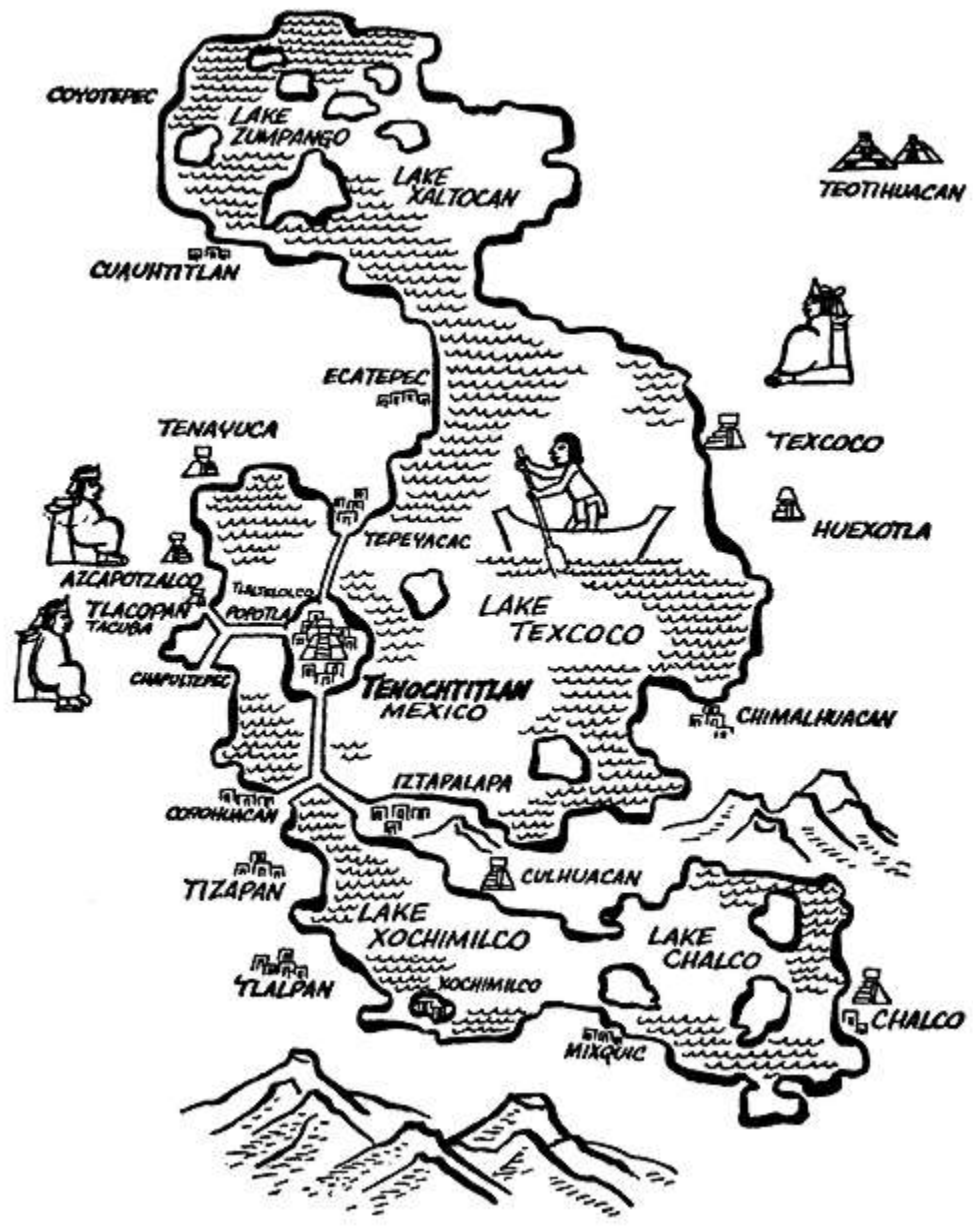 COYOTEPEC
LAKE
ZUMPANGO
LAKE
XALTOCAN
TEOTIHUACAN
CUAUHTITLAN
ECATEPEC
TENAYUCA
TEXCOCO
HUEXOTLA
TEPEYACAC
AZCAPOTZALCO
TLALTELOLCO
TLACOPAN
TACUBA
POPOTLA
LAKE
TEXCOCO
CHAPULTEPEC
TENOCHTITLAN
MEXICO
CHIMALHUACAN
IZTAPALAPA
COYOHUACAN
CULHUACAN
TIZAPAN
LAKE
XOCHIMILCO
LAKE
CHALCO
TLALPAN
XOCHIMILCO
CHALCO
MIXQUIC